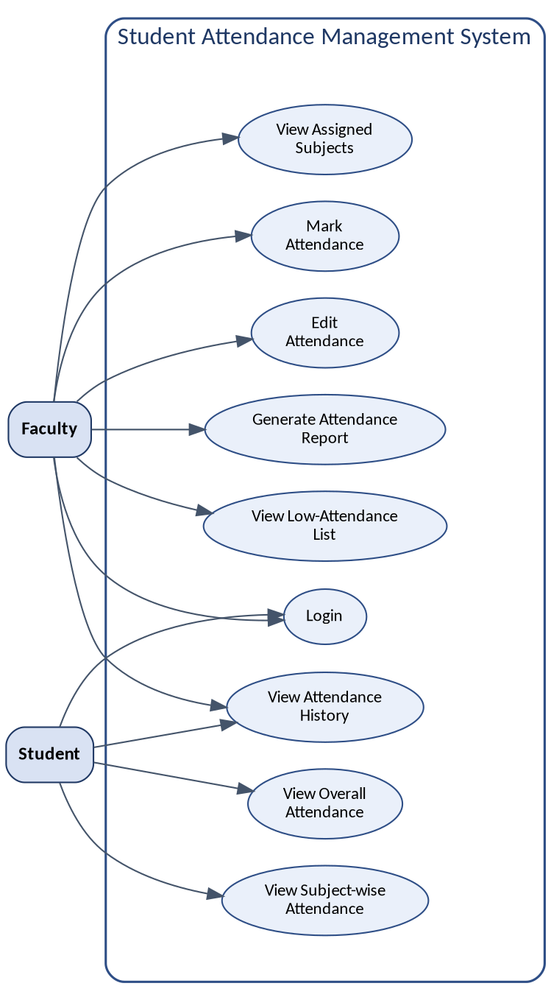 Student Attendance Management System
View Assigned
Subjects
Mark
Attendance
Edit
Attendance
Faculty
Generate Attendance
Report
View Low-Attendance
List
Login
View Attendance
History
Student
View Overall
Attendance
View Subject-wise
Attendance